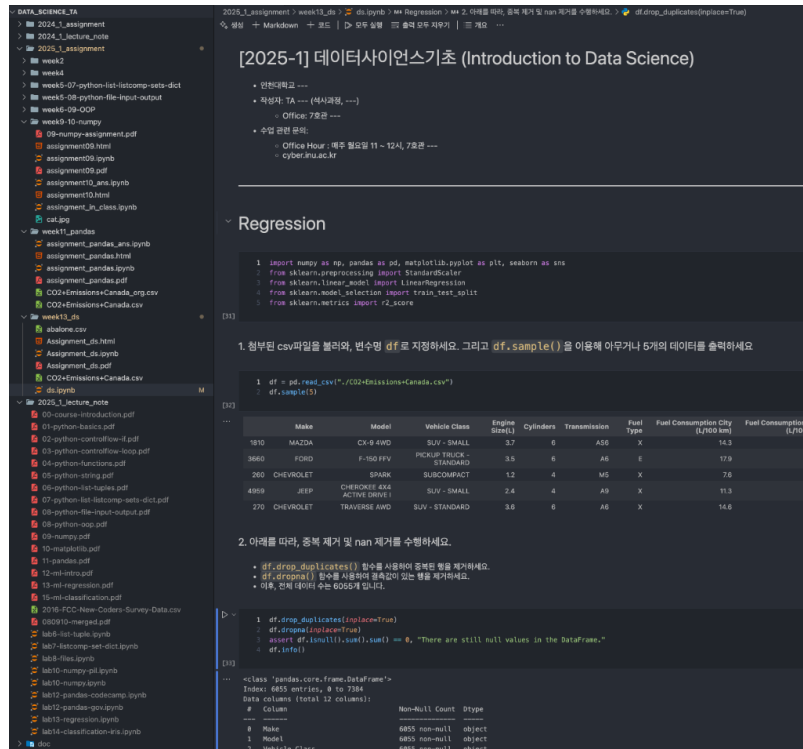 DATA_SCIENCE_TA
2024_1_assignment
2024_1_lecture_note
2025_1_assignment
week2
week4
week5-07-python-list-listcomp-sets-dict
week5-08-python-file-input-output
week6-09-OOP
week9-10-numpy
09-numpy-assignment.pdf
assignment09.html
assignment09.ipynb
assignment09.pdf
assignment10_ans.ipynb
assignment10.html
assingment_in_class.ipynb
cat.jpg
week11_pandas
assignment_pandas_ans.ipynb
assignment_pandas.html
assignment_pandas.ipynb
assignment_pandas.pdf
CO2+Emissions+Canada_org.csv
CO2+Emissions+Canada.csv
week13_ds
abalone.csv
Assignment_ds.html
Assignment_ds.ipynb
Assignment_ds.pdf
CO2+Emissions+Canada.csv
ds.ipynb M
2025_1_lecture_note
00-course-introduction.pdf
01-python-basics.pdf
02-python-controlflow-if.pdf
03-python-controlflow-loop.pdf
04-python-functions.pdf
05-python-string.pdf
06-python-list-tuples.pdf
07-python-list-listcomp-sets-dict.pdf
08-python-file-input-output.pdf
08-python-oop.pdf
09-numpy.pdf
10-matplotlib.pdf
11-pandes.pdf
12-ml-intro.pdf
13-ml-regression.pdf
15-ml-classification.pdf
2016-FCC-New-Coders-Survey-Data.csv
080910-merged.pdf
lab6-list-tuple.ipynb
lab7-listcomp-set-dict.ipynb
lab8-files.ipynb
lab10-numpy-pil.ipynb
lab10-numpy.ipynb
lab12-pandas-codecamp.ipynb
lab12-pandas-gov.ipynb
lab13-regression.ipynb
lab14-classification-iris.ipynb
doc
2025_1_assignment > week13_ds > ds.ipynb > M↓ Regression > M↓ 2. 아래를 따라, 중복 제거 및 nan 제거를 수행하세요. > df.drop_duplicates(inplace=True)
생성 + Markdown + 코드 | 모두 실행 출력 모두 지우기 | 개요 ···
[2025-1] 데이터사이언스기초 (Introduction to Data Science)
• 인천대학교 ---
• 작성자: TA --- (석사과정, ---)
○ Office: 7호관 ---
• 수업 관련 문의:
○ Office Hour : 매주 월요일 11 ~ 12시, 7호관 ---
○ cyber.inu.ac.kr
Regression
1 import numpy as np, pandas as pd, matplotlib.pyplot as plt, seaborn as sns
2 from sklearn.preprocessing import StandardScaler
3 from sklearn.linear_model import LinearRegression
4 from sklearn.model_selection import train_test_split
5 from sklearn.metrics import r2_score
[31]
1. 첨부된 csv파일을 불러와, 변수명 df로 지정하세요. 그리고 df.sample()을 이용해 아무거나 5개의 데이터를 출력하세요
1 df = pd.read_csv("./CO2+Emissions+Canada.csv")
2 df.sample(5)
[32]
Make Model Vehicle Class Engine Size(L) Cylinders Transmission Fuel Type Fuel Consumption City (L/100 km) Fuel Consumption
1810 MAZDA CX-9 4WD SUV - SMALL 3.7 6 AS6 X 14.3
3660 FORD F-150 FFV PICKUP TRUCK - STANDARD 3.5 6 A6 E 17.9
260 CHEVROLET SPARK SUBCOMPACT 1.2 4 M5 X 7.6
4959 JEEP CHEROKEE 4X4 ACTIVE DRIVE I SUV - SMALL 2.4 4 A9 X 11.3
270 CHEVROLET TRAVERSE AWD SUV - STANDARD 3.6 6 A6 X 14.6
2. 아래를 따라, 중복 제거 및 nan 제거를 수행하세요.
• df.drop_duplicates() 함수를 사용하여 중복된 행을 제거하세요.
• df.dropna() 함수를 사용하여 결측값이 있는 행을 제거하세요.
• 이후, 전체 데이터 수는 6055개 입니다.
1 df.drop_duplicates(inplace=True)
2 df.dropna(inplace=True)
3 assert df.isnull().sum().sum() == 0, "There are still null values in the DataFrame."
4 df.info()
[33]
<class 'pandas.core.frame.DataFrame'>
Index: 6055 entries, 0 to 7384
Data columns (total 12 columns):
# Column Non-Null Count Dtype
--- ------ -------------- -----
0 Make 6055 non-null object
1 Model 6055 non-null object
2 Vehicle Class 6055 non-null object